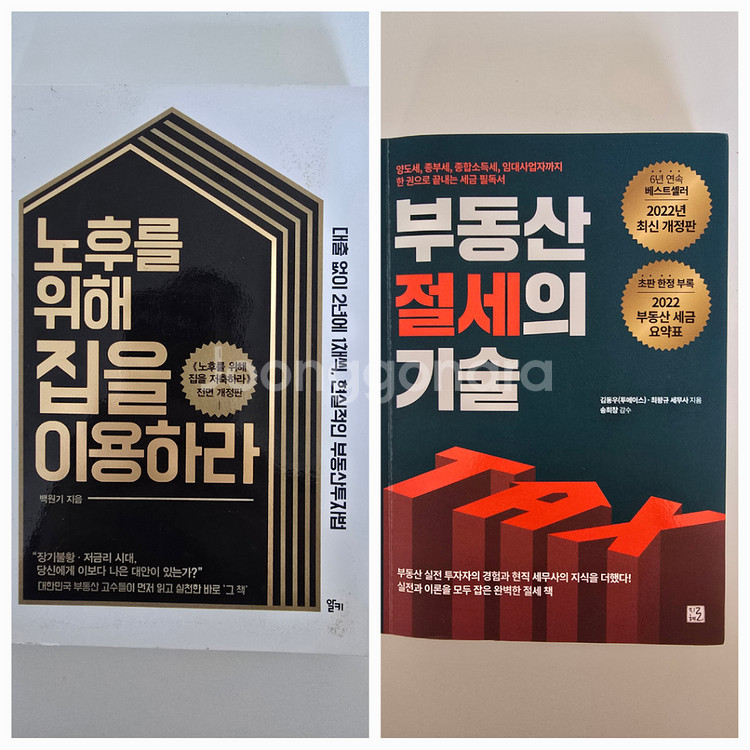 노후를
위해
집을
이용하라
《노후를 위해
집을 저축하라》
전면 개정판
백원기 지음
"장기불황·저금리 시대,
당신에게 이보다 나은 대안이 있는가?"
대한민국 부동산 고수들이 먼저 읽고 실천한 바로 '그 책'
대출 없이 2년에 1채씩, 현실적인 부동산투자법
알키
양도세, 종부세, 종합소득세, 임대사업자까지
한 권으로 끝내는 세금 필독서
6년 연속
베스트셀러
2022년
최신 개정판
부동산
절세의
기술
초판 한정 부록
2022
부동산 세금
요약표
김동우(투에이스)·최왕규 세무사 지음
송희창 감수
TAX
부동산 실전 투자자의 경험과 현직 세무사의 지식을 더했다!
실전과 이론을 모두 잡은 완벽한 절세 책
bonggongora